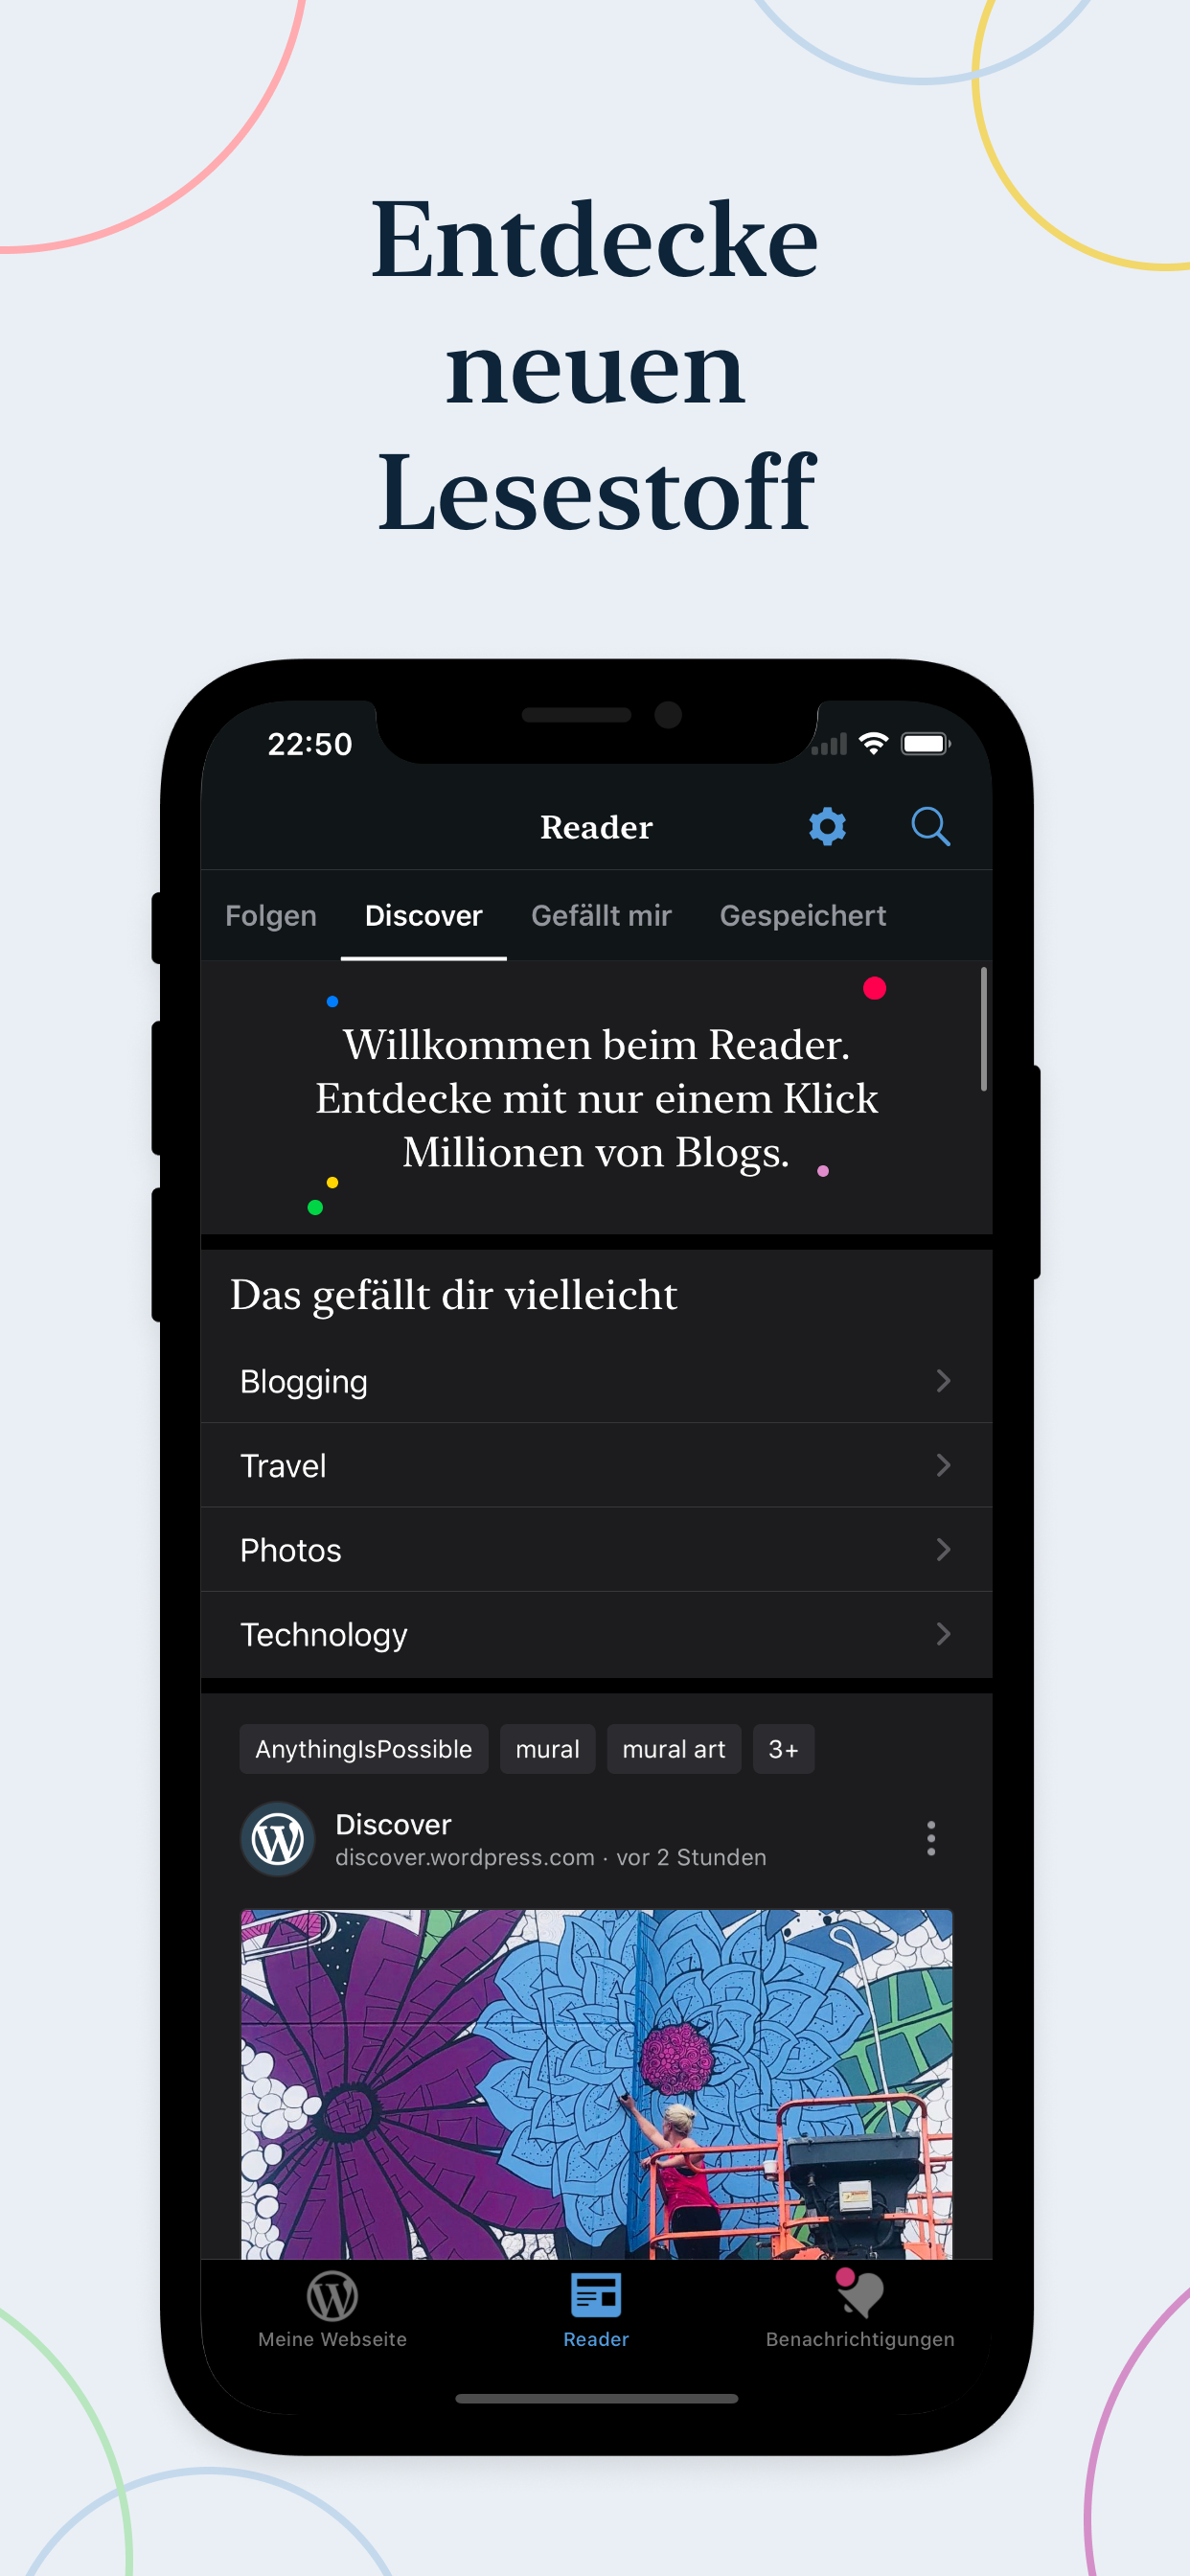 Entdecke
neuen
Lesestoff
22:50
Reader
Folgen Discover Gefällt mir Gespeichert
Willkommen beim Reader.
Entdecke mit nur einem Klick
Millionen von Blogs.
Das gefällt dir vielleicht
Blogging
Travel
Photos
Technology
AnythingIsPossible mural mural art 3+
Discover
discover.wordpress.com · vor 2 Stunden
Meine Webseite Reader Benachrichtigungen